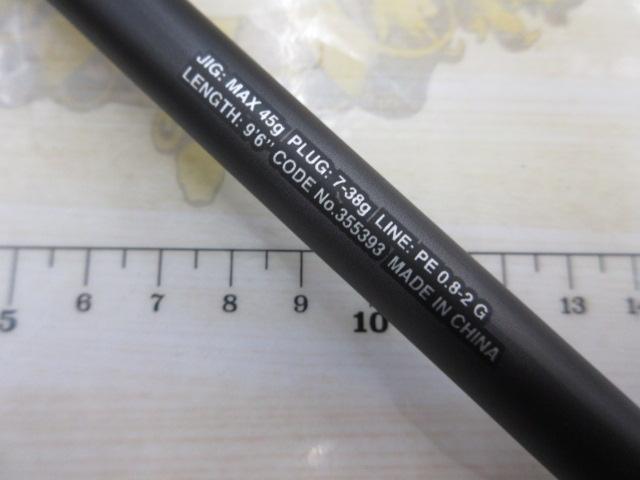 JIG: MAX 45g | PLUG: 7-38g | LINE: PE 0.8-2 G
LENGTH: 9'6" CODE No.355393 MADE IN CHINA
5 6 7 8 9 10 13